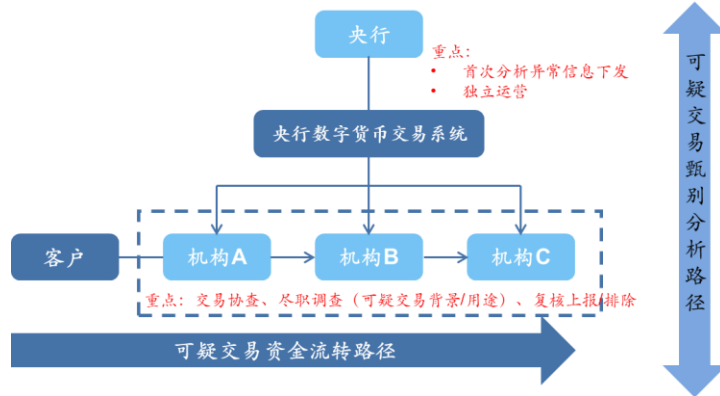 央行
重点：
• 首次分析异常信息下发
• 独立运营
央行数字货币交易系统
客户
机构A
机构B
机构C
重点：交易协查、尽职调查（可疑交易背景/用途）、复核上报/排除
可疑交易资金流转路径
可疑交易甄别分析路径